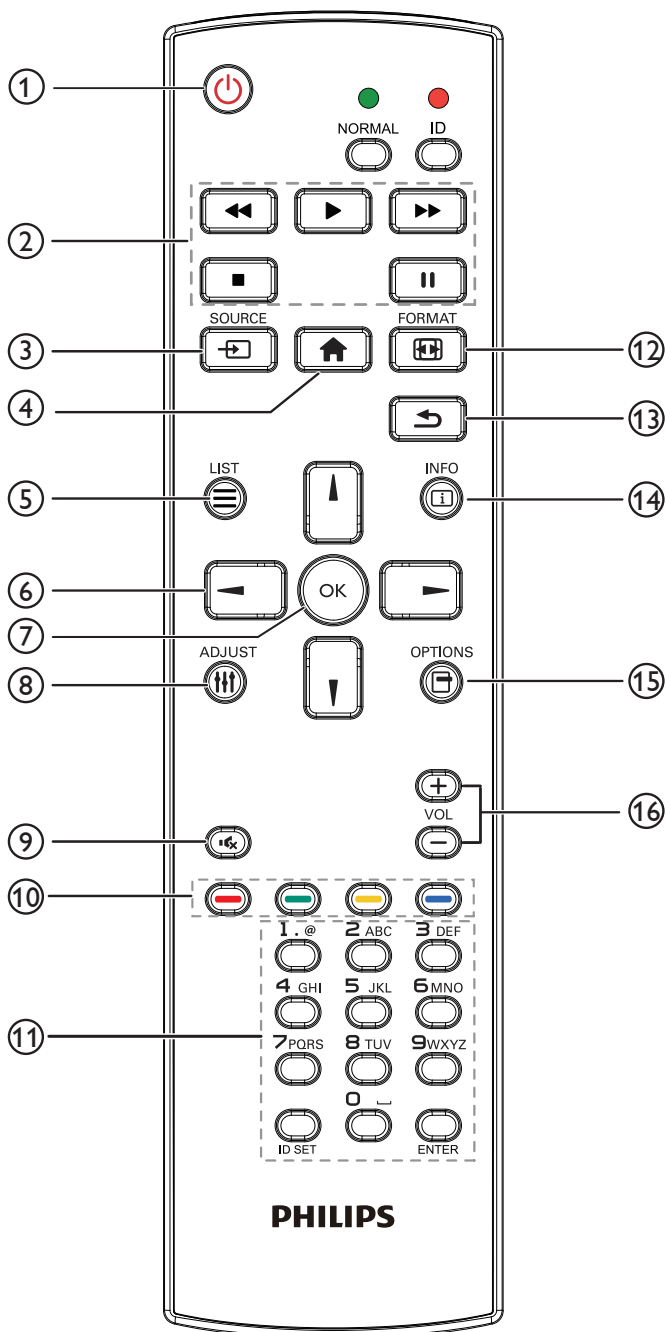 1
NORMAL ID
2
SOURCE FORMAT
3 12
4
13
LIST INFO
5 14
6
OK
7
ADJUST OPTIONS
8 15
VOL
16
9
10
1 . @ 2 ABC 3 DEF
4 GHI 5 JKL 6 MNO
11
7 PQRS 8 TUV 9 WXYZ
0
ID SET ENTER
PHILIPS